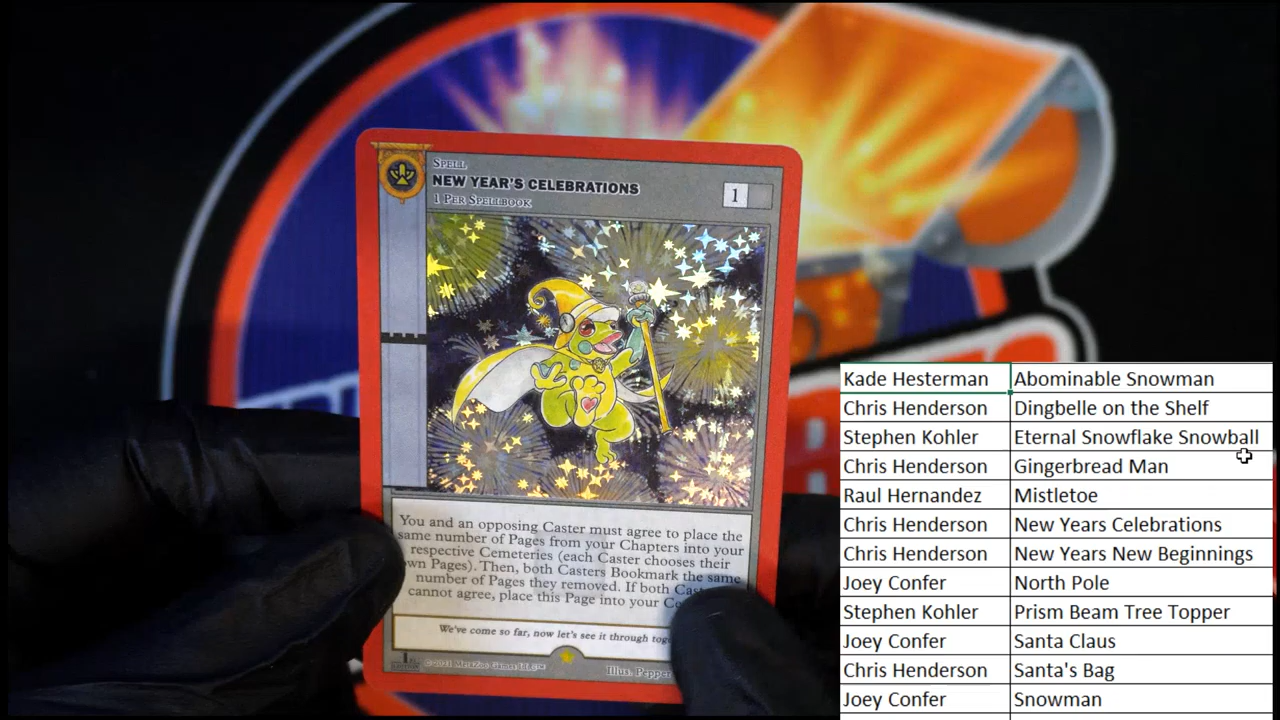 SPELL
NEW YEAR'S CELEBRATIONS
1 PER SPELLBOOK
1
You and an opposing Caster must agree to place the
same number of Pages from your Chapters into your
respective Cemeteries (each Caster chooses their
own Pages). Then, both Casters Bookmark the same
number of Pages they removed. If both
cannot agree, place this Page into your
We've come so far, now let's see it through
©2021 MetaZoo Games LLC™
Illus: Pepper
Kade Hesterman Abominable Snowman
Chris Henderson Dingbelle on the Shelf
Stephen Kohler Eternal Snowflake Snowball
Chris Henderson Gingerbread Man
Raul Hernandez Mistletoe
Chris Henderson New Years Celebrations
Chris Henderson New Years New Beginnings
Joey Confer North Pole
Stephen Kohler Prism Beam Tree Topper
Joey Confer Santa Claus
Chris Henderson Santa's Bag
Joey Confer Snowman